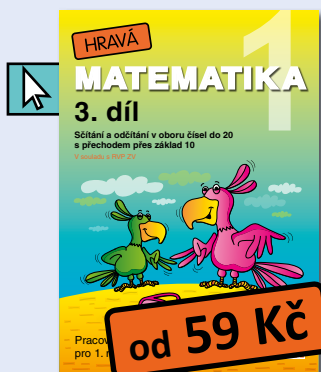 HRAVÁ
1
MATEMATIKA
3. díl
Sčítání a odčítání v oboru čísel do 20
s přechodem přes základ 10
V souladu s RVP ZV
od 59 Kč
pro 1.